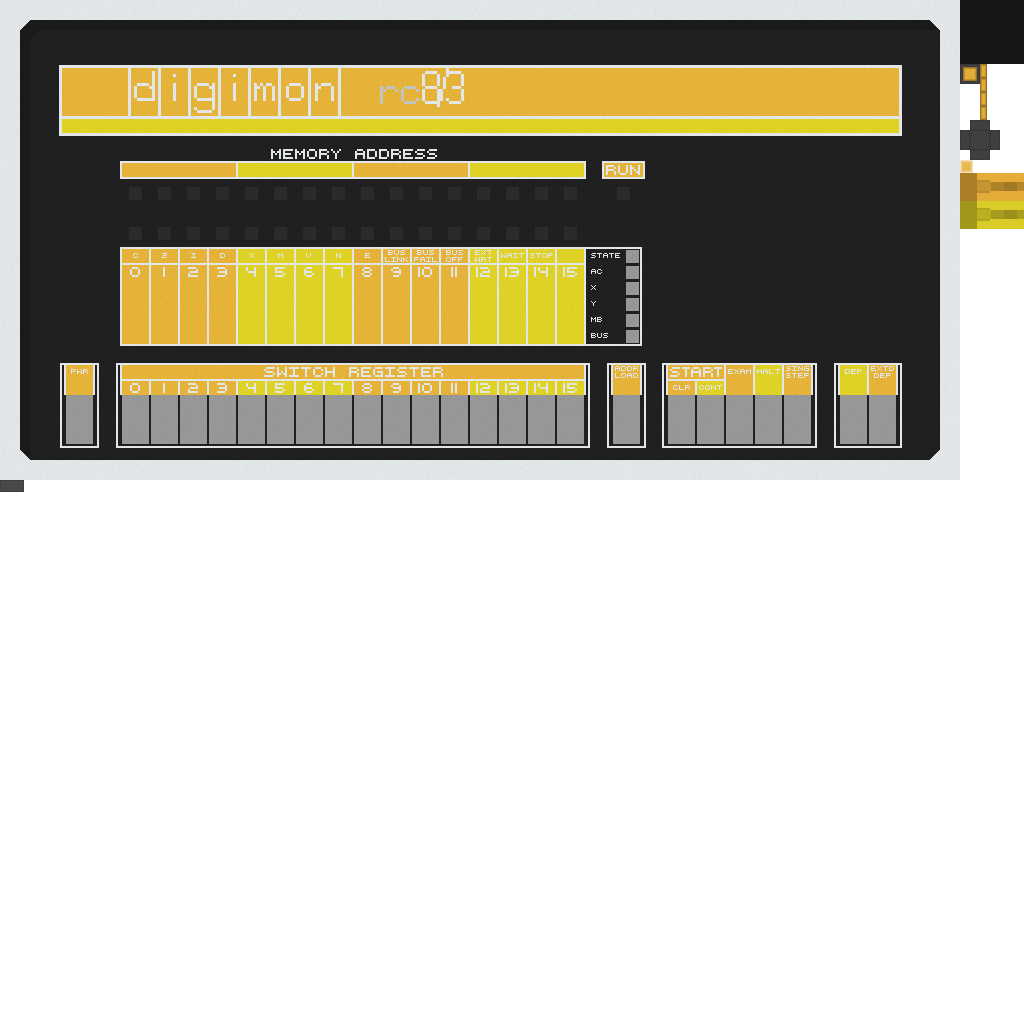 digimon rc83
MEMORY ADDRESS
RUN
C Z I D X M V N E BUS LINK BUS FAIL BUS OFF EXT WRT WAIT STOP STATE
0 1 2 3 4 5 6 7 8 9 10 11 12 13 14 15
AC
X
Y
MB
BUS
PWR SWITCH REGISTER ADDR LOAD START EXAM HALT SING STEP DEP EXTD DEP
0 1 2 3 4 5 6 7 8 9 10 11 12 13 14 15 CLR CONT